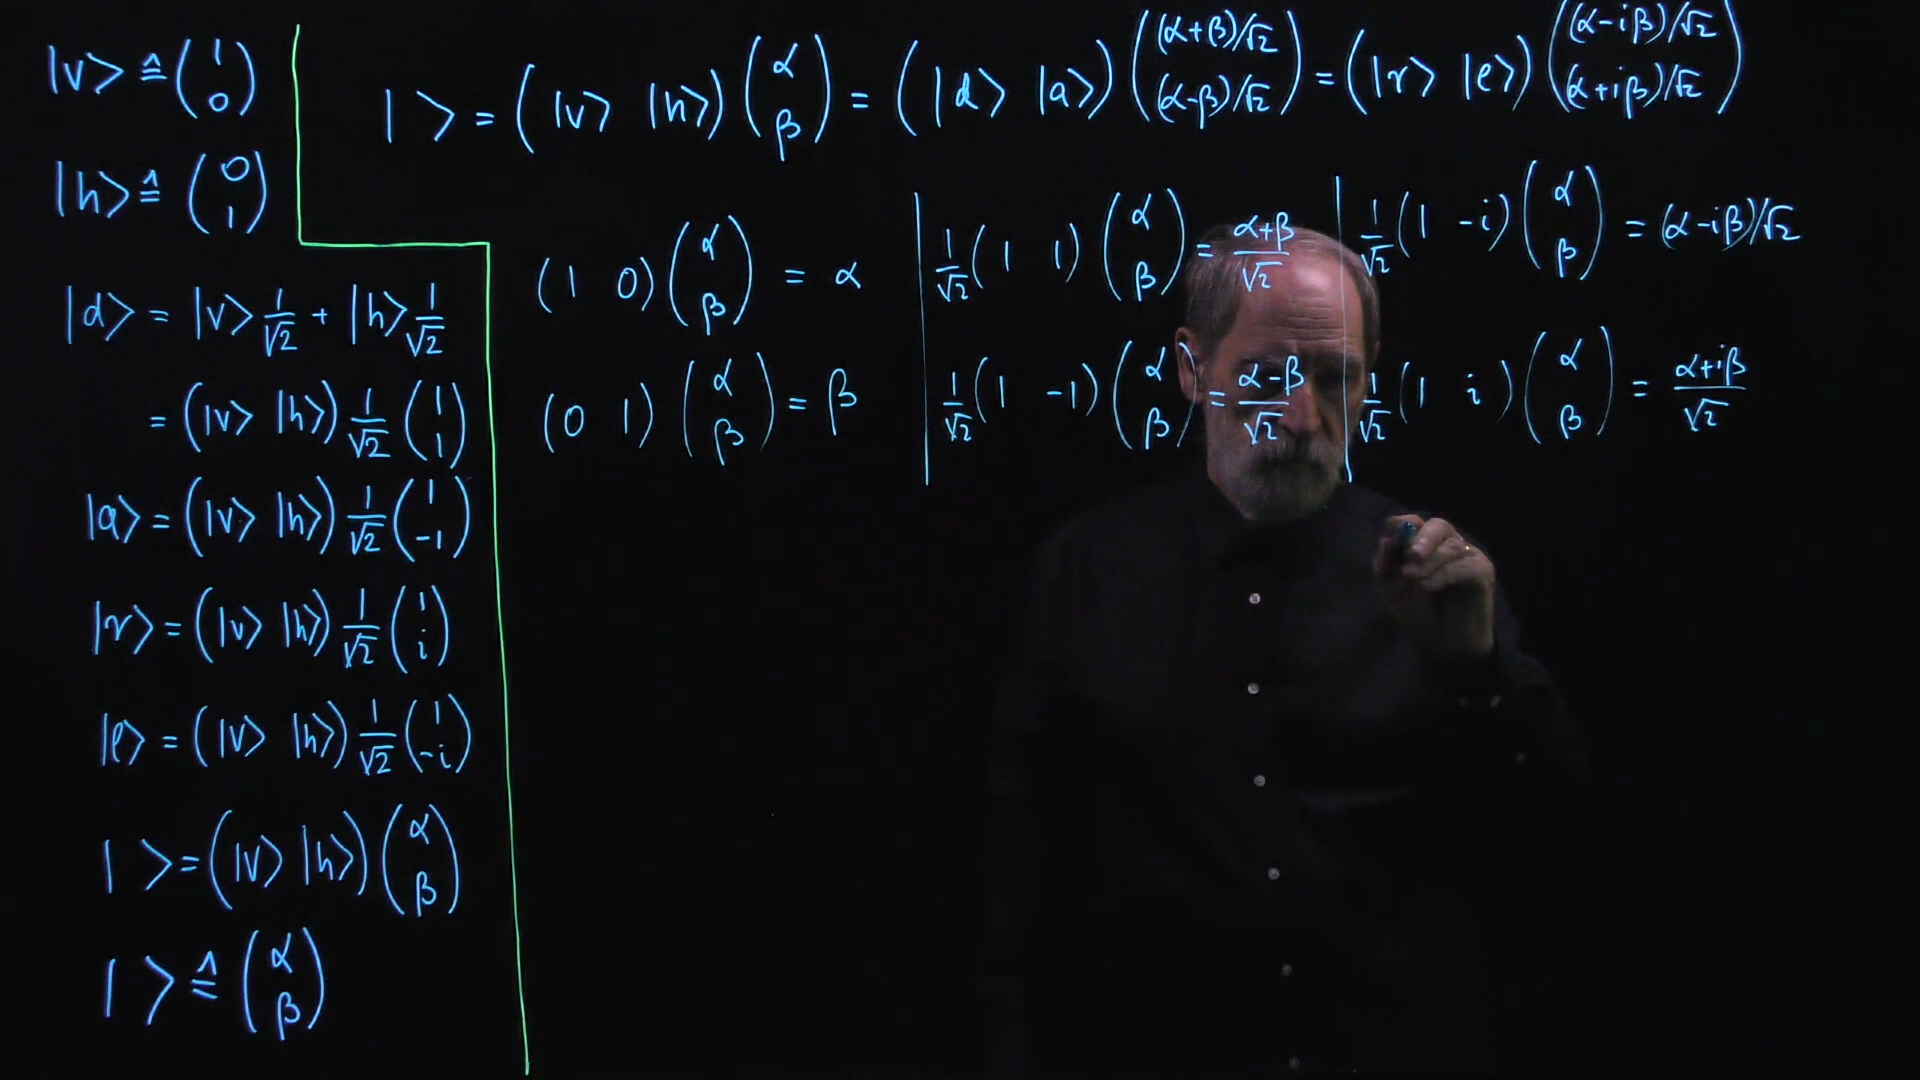 |v> ≙ (1 0)
|h> ≙ (0 1)
|d> = |v> 1/√2 + |h> 1/√2
= (|v> |h>) 1/√2 (1 1)
|a> = (|v> |h>) 1/√2 (1 -1)
|r> = (|v> |h>) 1/√2 (1 i)
|ℓ> = (|v> |h>) 1/√2 (1 -i)
| > = (|v> |h>) (α β)
| > ≙ (α β)
| > = (|v> |h>) (α β) = (|d> |a>) ((α+β)/√2 (α-β)/√2) = (|r> |ℓ>) ((α-iβ)/√2 (α+iβ)/√2)
(1 0) (α β) = α
(0 1) (α β) = β
1/√2 (1 1) (α β) = α+β/√2
1/√2 (1 -1) (α β) = α-β/√2
1/√2 (1 -i) (α β) = (α-iβ)/√2
1/√2 (1 i) (α β) = α+iβ/√2